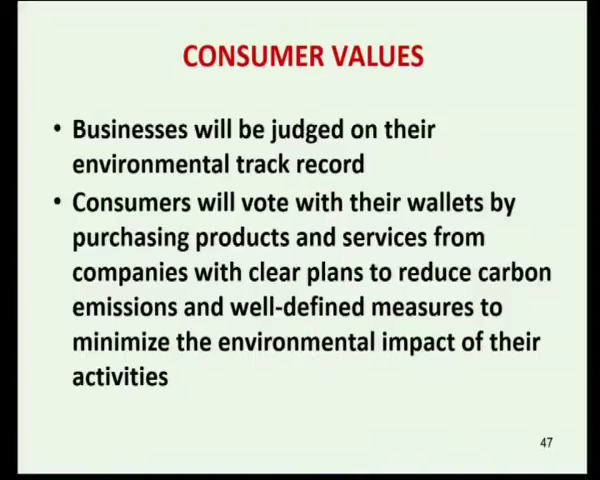 CONSUMER VALUES
• Businesses will be judged on their
environmental track record
• Consumers will vote with their wallets by
purchasing products and services from
companies with clear plans to reduce carbon
emissions and well-defined measures to
minimize the environmental impact of their
activities
47